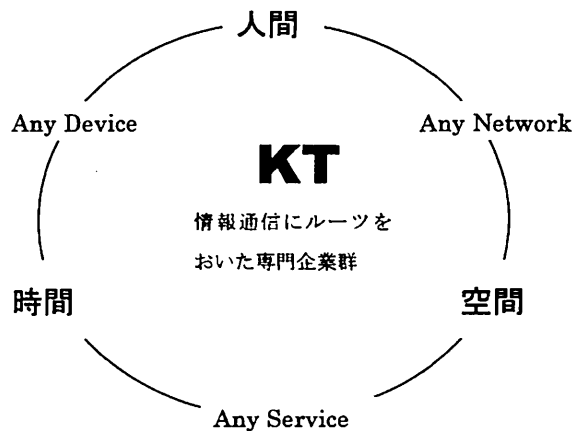 人間
Any Device
Any Network
KT
情報通信にルーツを
おいた専門企業群
時間
空間
Any Service